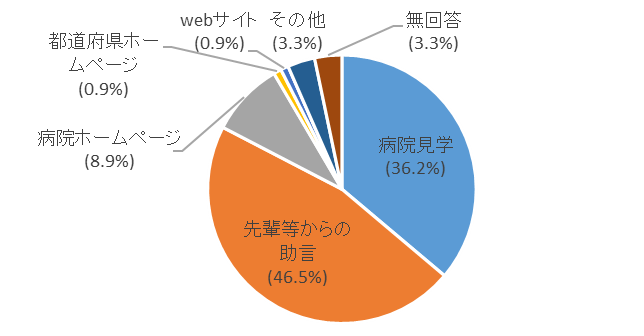 webサイト
(0.9%)
その他
(3.3%)
無回答
(3.3%)
都道府県ホー
ムページ
(0.9%)
病院ホームページ
(8.9%)
病院見学
(36.2%)
先輩等からの
助言
(46.5%)